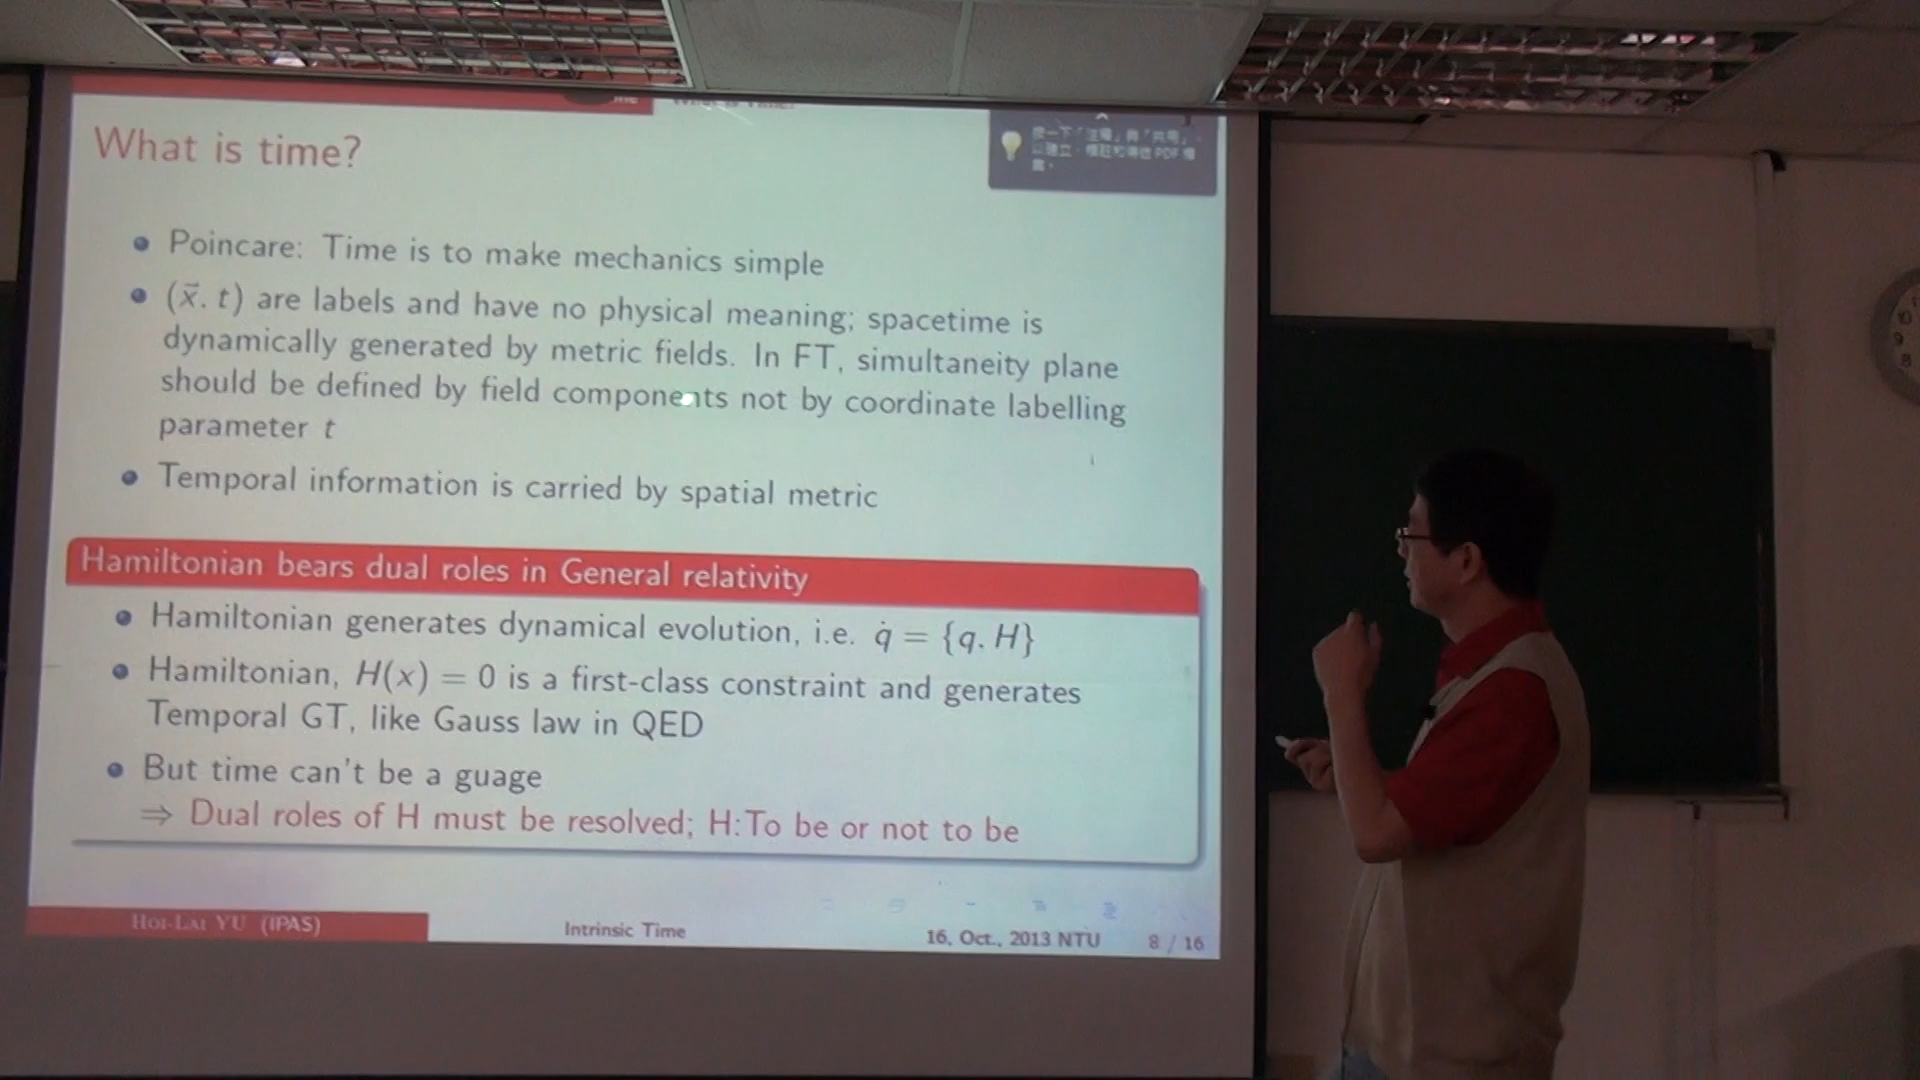 What is time?
Poincare: Time is to make mechanics simple
(x⃗. t) are labels and have no physical meaning; spacetime is
dynamically generated by metric fields. In FT, simultaneity plane
should be defined by field components not by coordinate labelling
parameter t
Temporal information is carried by spatial metric
Hamiltonian bears dual roles in General relativity
Hamiltonian generates dynamical evolution, i.e. q̇ = {q. H}
Hamiltonian, H(x) = 0 is a first-class constraint and generates
Temporal GT, like Gauss law in QED
But time can't be a guage
⇒ Dual roles of H must be resolved; H:To be or not to be
Hoi-Lai YU (IPAS)
Intrinsic Time
16, Oct., 2013 NTU
8 / 16
10
9
8